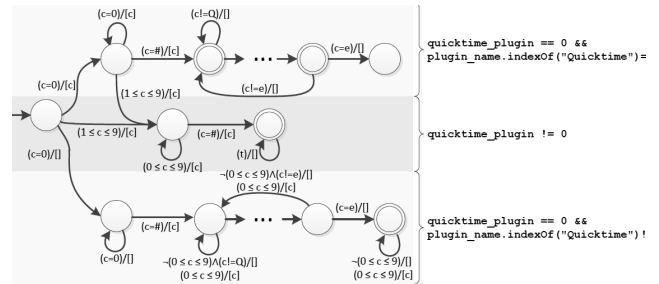 (c=0)/[c]
(c!=Q)/[]
(c=#)/[c]
(c=e)/[]
quicktime_plugin == 0 &&
plugin_name.indexOf("Quicktime")=
(c=0)/[c]
(c!=e)/[]
(1 ≤ c ≤ 9)/[c]
(1 ≤ c ≤ 9)/[c]
(c=#)/[c]
quicktime_plugin != 0
(c=0)/[]
(0 ≤ c ≤ 9)/[c]
(t)/[]
¬(0 ≤ c ≤ 9)∧(c!=e)/[]
(0 ≤ c ≤ 9)/[c]
(c=#)/[c]
(c=e)/[]
quicktime_plugin == 0 &&
plugin_name.indexOf("Quicktime")!
(c=0)/[]
¬(0 ≤ c ≤ 9)∧(c!=Q)/[]
(0 ≤ c ≤ 9)/[c]
¬(0 ≤ c ≤ 9)/[]
(0 ≤ c ≤ 9)/[c]